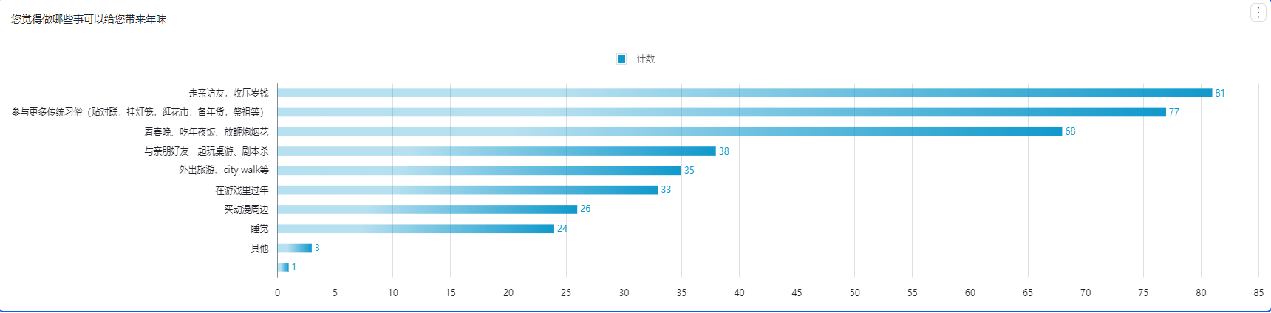 您觉得做哪些事可以给您带来年味
计数
走亲访友、收压岁钱 81
参与更多传统习俗（贴对联、挂灯笼、逛花市、备年货、祭祖等） 77
看春晚、吃年夜饭、放鞭炮烟花 68
与亲朋好友一起玩桌游、剧本杀 38
外出旅游、city walk等 35
在游戏里过年 33
买动漫周边 26
睡觉 24
其他 3
1
0 5 10 15 20 25 30 35 40 45 50 55 60 65 70 75 80 85